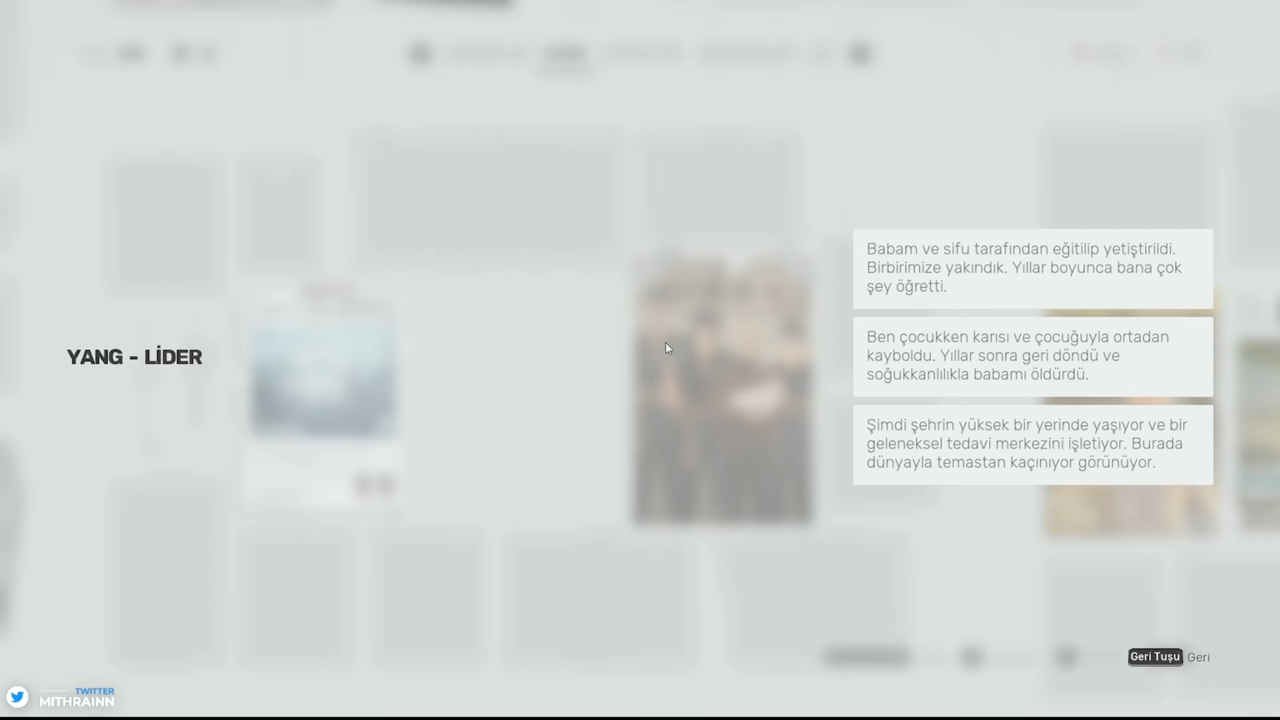 YANG - LİDER
Babam ve sifu tarafından eğitilip yetiştirildi.
Birbirimize yakındık. Yıllar boyunca bana çok
şey öğretti.
Ben çocukken karısı ve çocuğuyla ortadan
kayboldu. Yıllar sonra geri döndü ve
soğukkanlılıkla babamı öldürdü.
Şimdi şehrin yüksek bir yerinde yaşıyor ve bir
geleneksel tedavi merkezini işletiyor. Burada
dünyayla temastan kaçınıyor görünüyor.
Geri Tuşu Geri
TWITTER
MITHRAINN